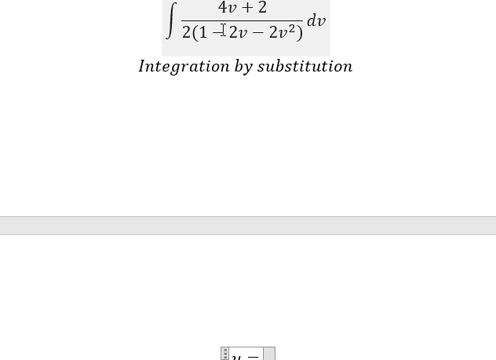 ∫ (4v + 2) / (2(1 − 2v − 2v²)) dv
Integration by substitution
u =